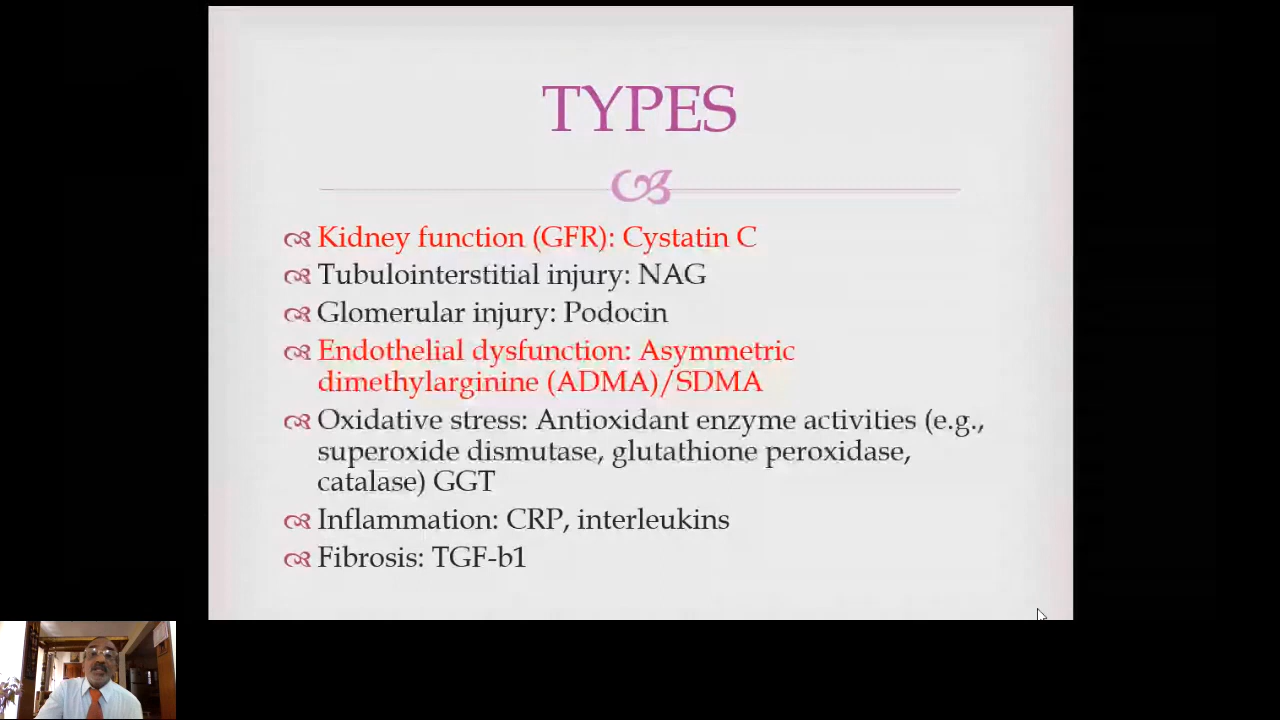 TYPES
Kidney function (GFR): Cystatin C
Tubulointerstitial injury: NAG
Glomerular injury: Podocin
Endothelial dysfunction: Asymmetric
dimethylarginine (ADMA)/SDMA
Oxidative stress: Antioxidant enzyme activities (e.g.,
superoxide dismutase, glutathione peroxidase,
catalase) GGT
Inflammation: CRP, interleukins
Fibrosis: TGF-b1